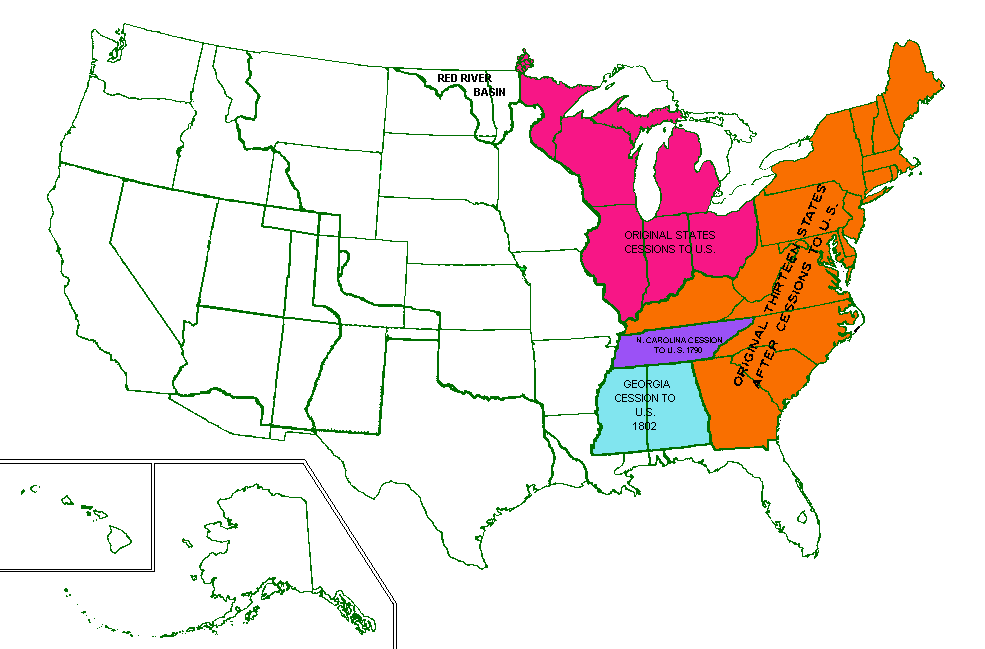 RED RIVER
BASIN
ORIGINAL STATES
CESSIONS TO U.S.
ORIGINAL THIRTEEN STATES
AFTER CESSIONS TO U.S.
N. CAROLINA CESSION
TO U.S. 1790
GEORGIA
CESSION TO
U.S.
1802